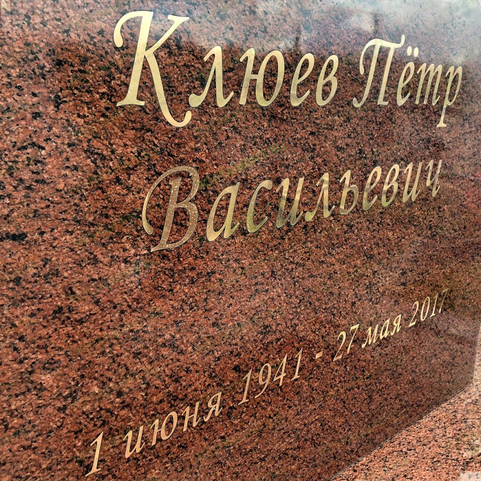 Клюев Пётр
Васильевич
1 июня 1941 - 27 мая 2017